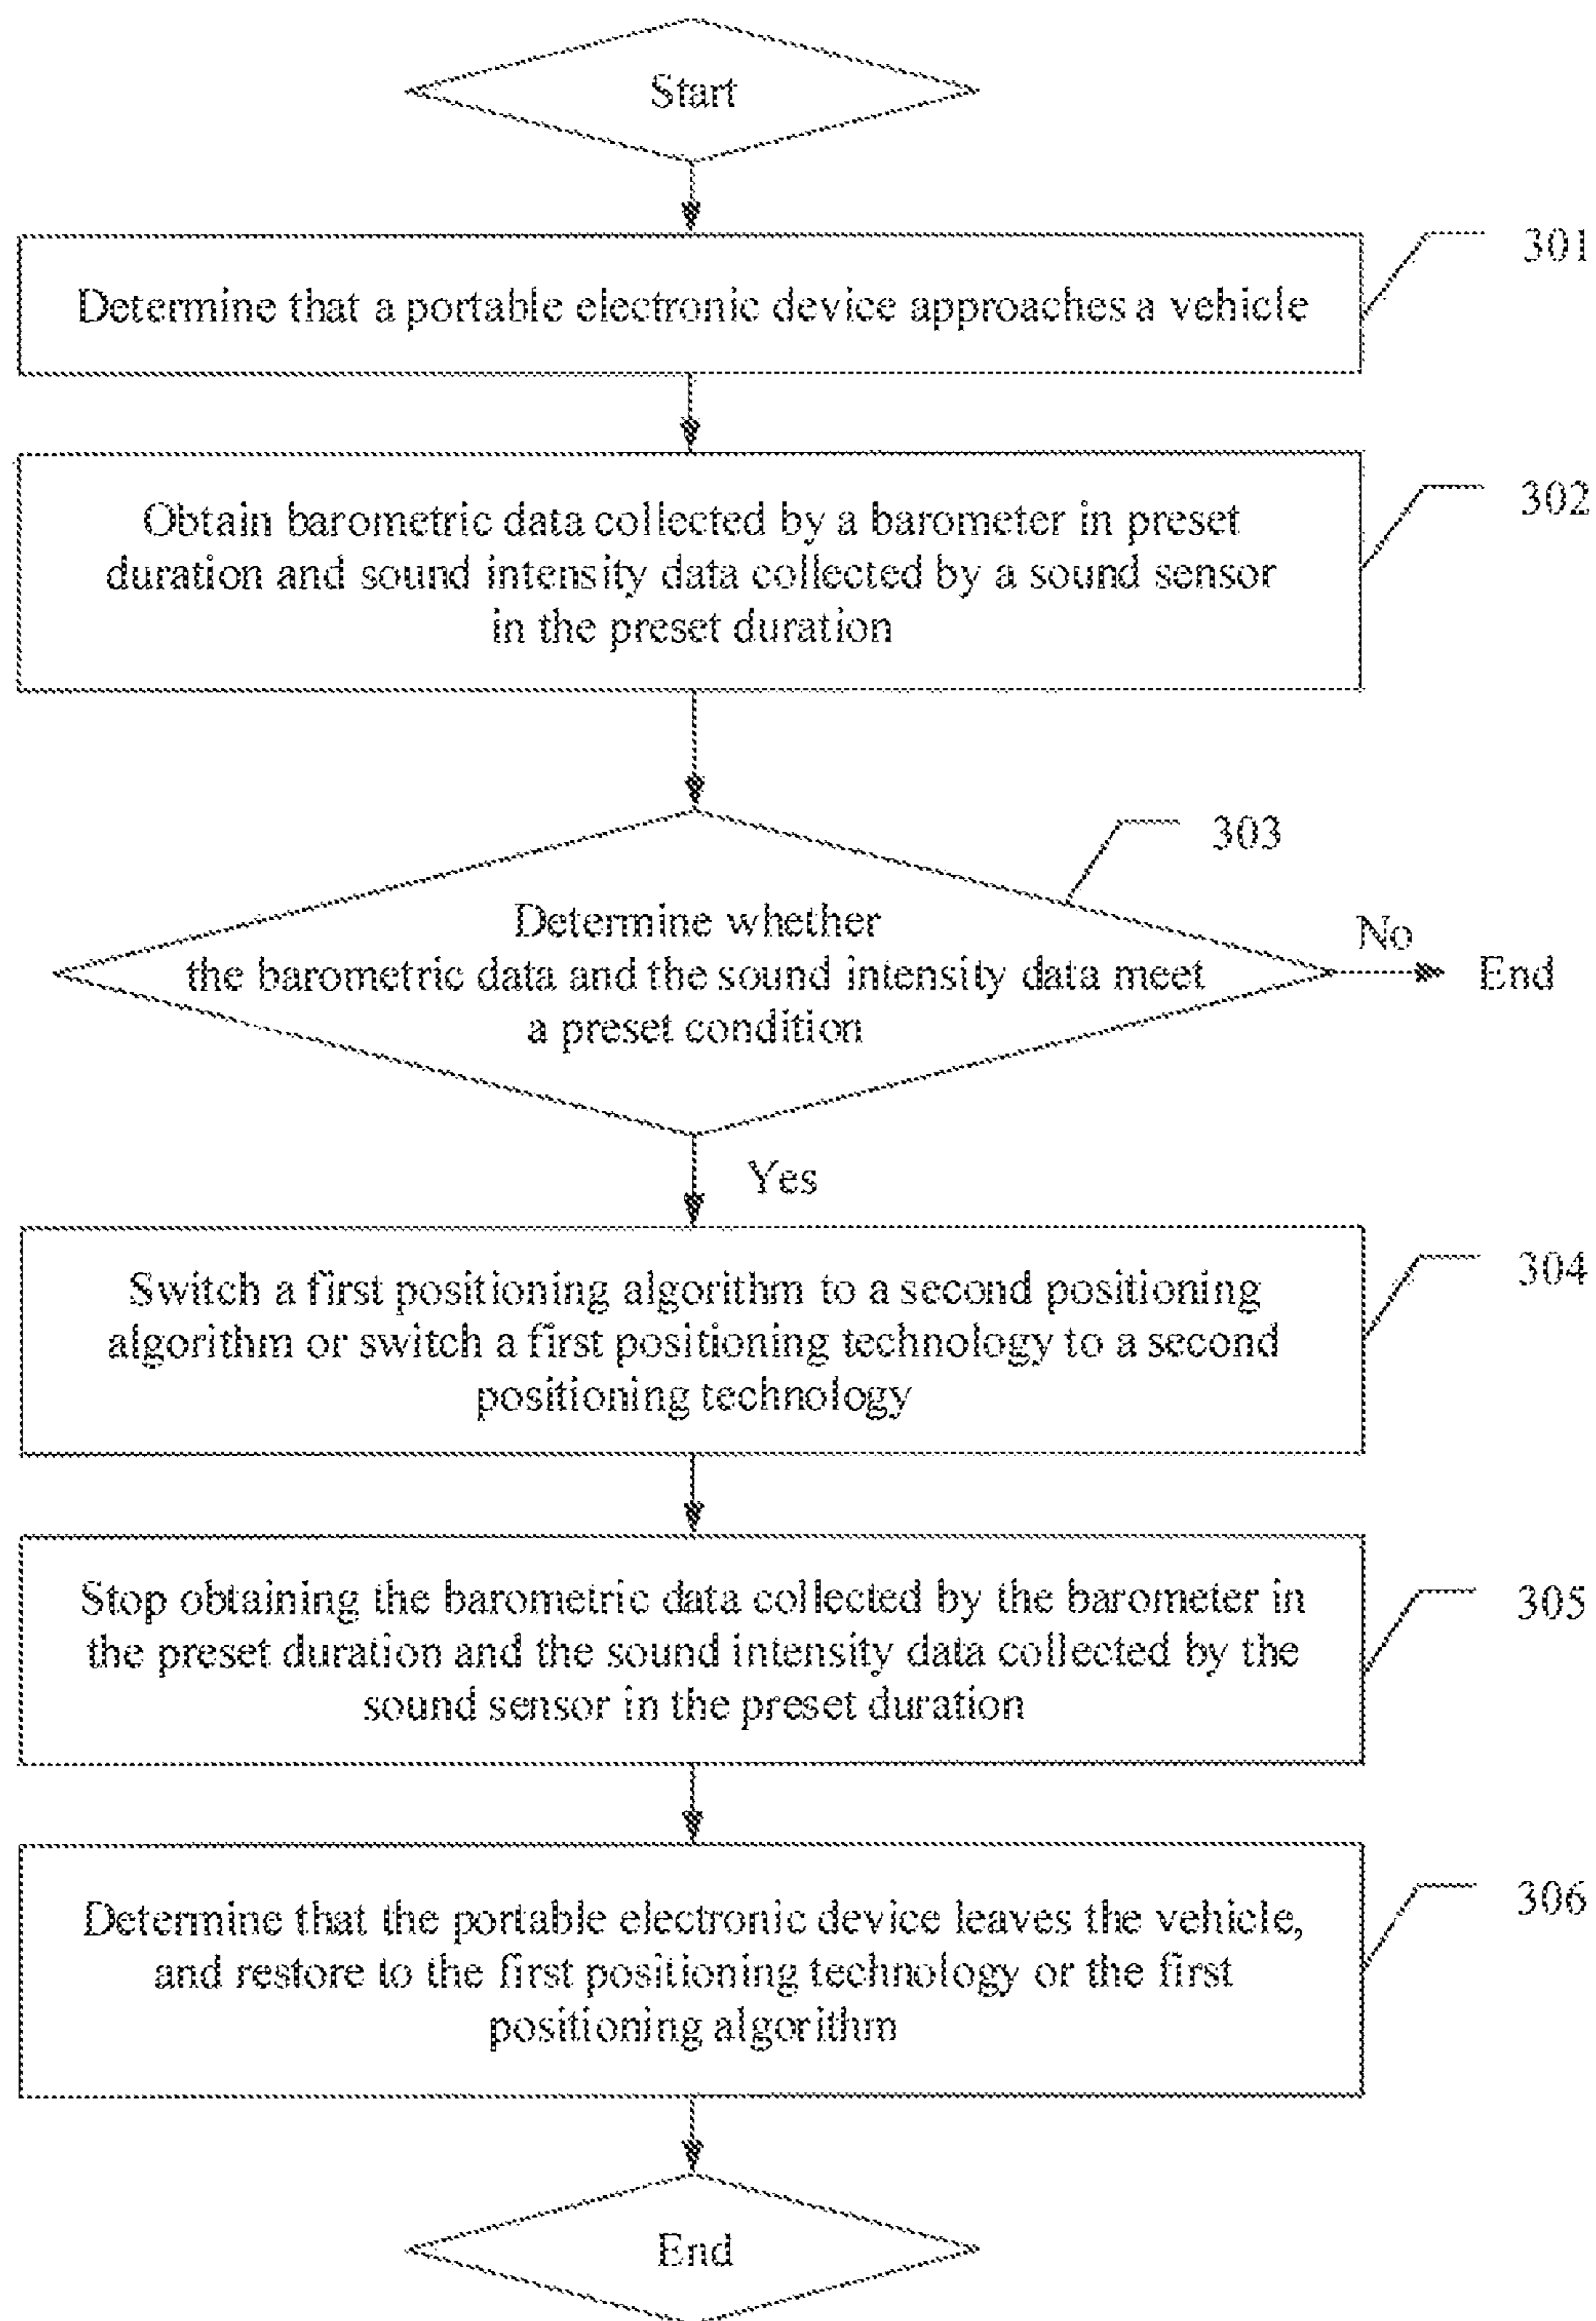 Start
301
Determine that a portable electronic device approaches a vehicle
302
Obtain barometric data collected by a barometer in preset
duration and sound intensity data collected by a sound sensor
in the preset duration
303
Determine whether
the barometric data and the sound intensity data meet
a preset condition
No
End
Yes
304
Switch a first positioning algorithm to a second positioning
algorithm or switch a first positioning technology to a second
positioning technology
305
Stop obtaining the barometric data collected by the barometer in
the preset duration and the sound intensity data collected by the
sound sensor in the preset duration
306
Determine that the portable electronic device leaves the vehicle,
and restore to the first positioning technology or the first
positioning algorithm
End